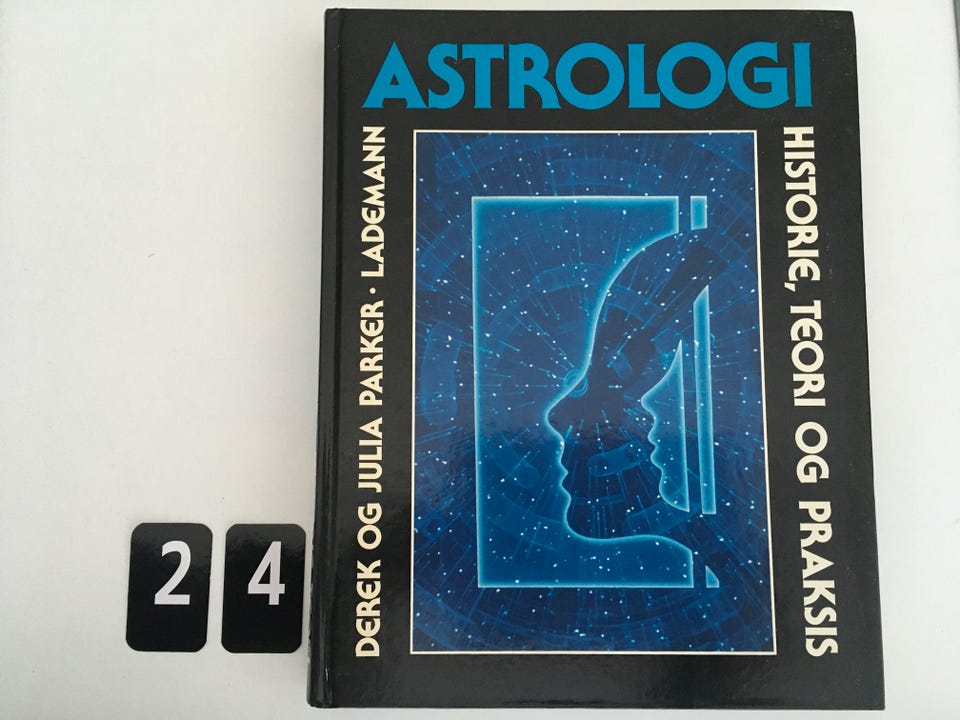 ASTROLOGI
HISTORIE, TEORI OG PRAKSIS
DEREK OG JULIA PARKER · LADEMANN
2 4